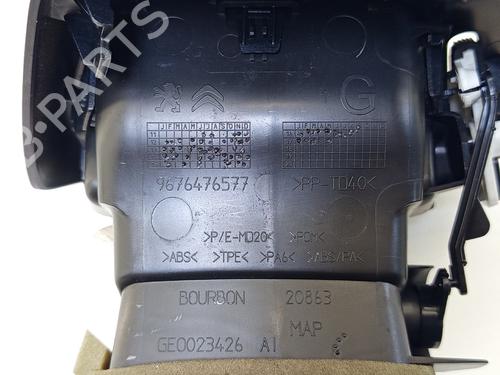 B-PARTS
G
J F M A M J J A S O N D
9676476577
>PP-TD40<
>P/E-MD20< >POM<
>ABS< >TPE< >PA6< >ABS/PA<
BOURBON 20863
MAP
GE0023426 A1